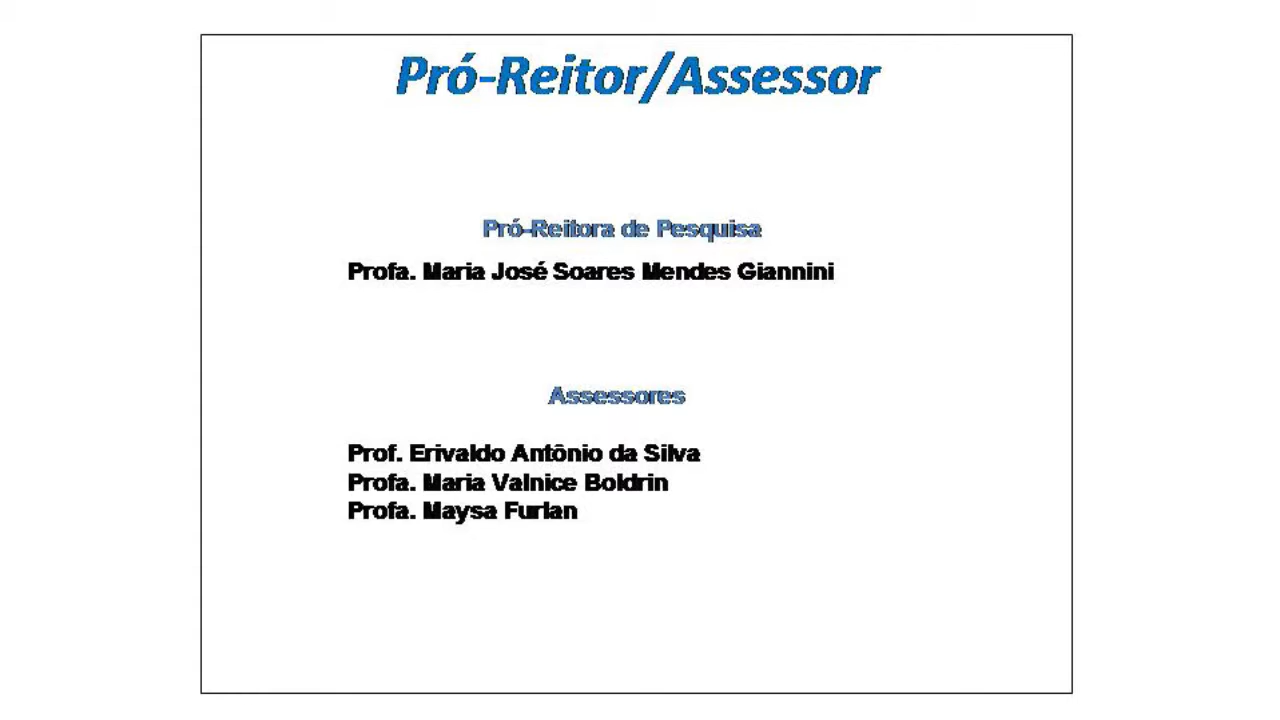 Pró-Reitor/Assessor
Pró-Reitora de Pesquisa
Profa. Maria José Soares Mendes Giannini
Assessores
Prof. Erivaldo Antônio da Silva
Profa. Maria Valnice Boldrin
Profa. Maysa Furlan